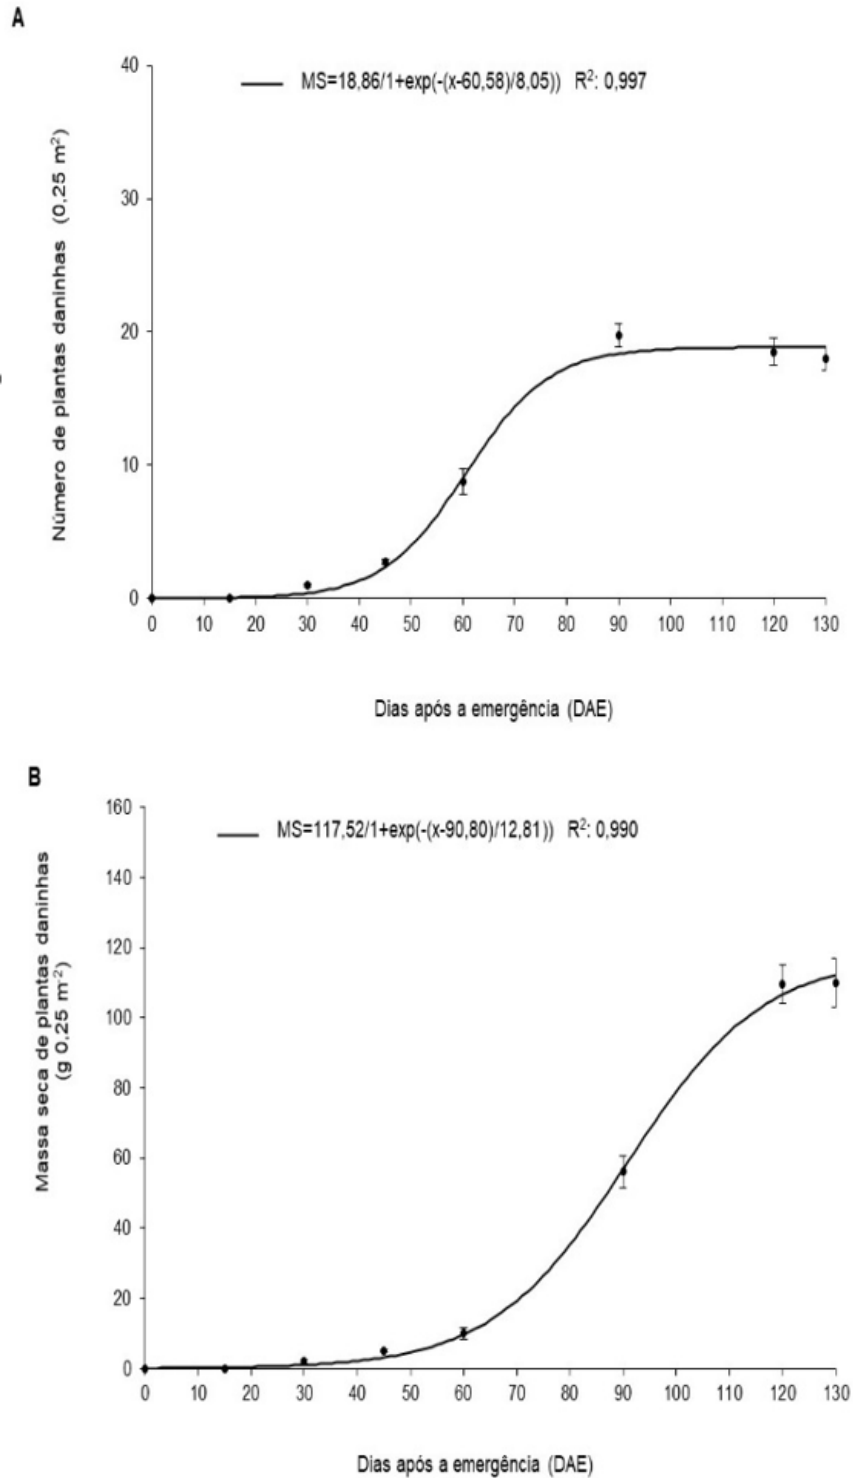 A
40
MS=18,86/1+exp(-(x-60,58)/8,05)) R²: 0,997
30
20
10
0
Número de plantas daninhas (0,25 m²)
0 10 20 30 40 50 60 70 80 90 100 110 120 130
Dias após a emergência (DAE)
B
160
MS=117,52/1+exp(-(x-90,80)/12,81)) R²: 0,990
140
120
100
80
60
40
20
0
Massa seca de plantas daninhas
(g 0,25 m⁻²)
0 10 20 30 40 50 60 70 80 90 100 110 120 130
Dias após a emergência (DAE)